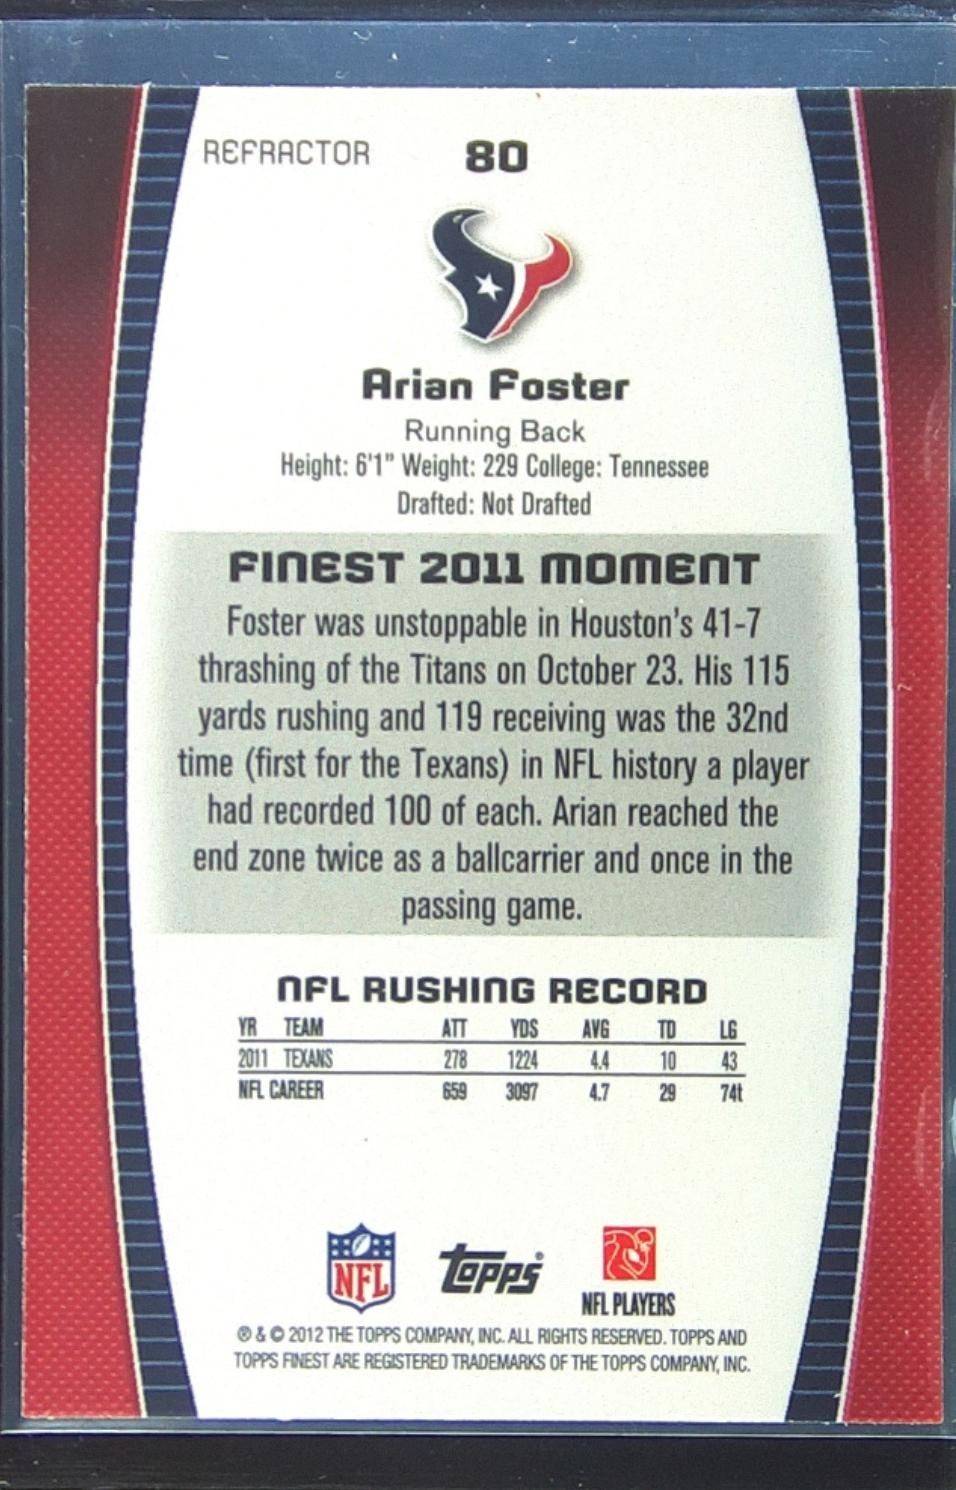 REFRACTOR 80
Arian Foster
Running Back
Height: 6'1" Weight: 229 College: Tennessee
Drafted: Not Drafted
FINEST 2011 MOMENT
Foster was unstoppable in Houston's 41-7
thrashing of the Titans on October 23. His 115
yards rushing and 119 receiving was the 32nd
time (first for the Texans) in NFL history a player
had recorded 100 of each. Arian reached the
end zone twice as a ballcarrier and once in the
passing game.
NFL RUSHING RECORD
YR TEAM ATT YDS AVG TD LG
2011 TEXANS 278 1224 4.4 10 43
NFL CAREER 659 3097 4.7 29 74t
NFL Topps® NFL PLAYERS
® & © 2012 THE TOPPS COMPANY, INC. ALL RIGHTS RESERVED. TOPPS AND
TOPPS FINEST ARE REGISTERED TRADEMARKS OF THE TOPPS COMPANY, INC.